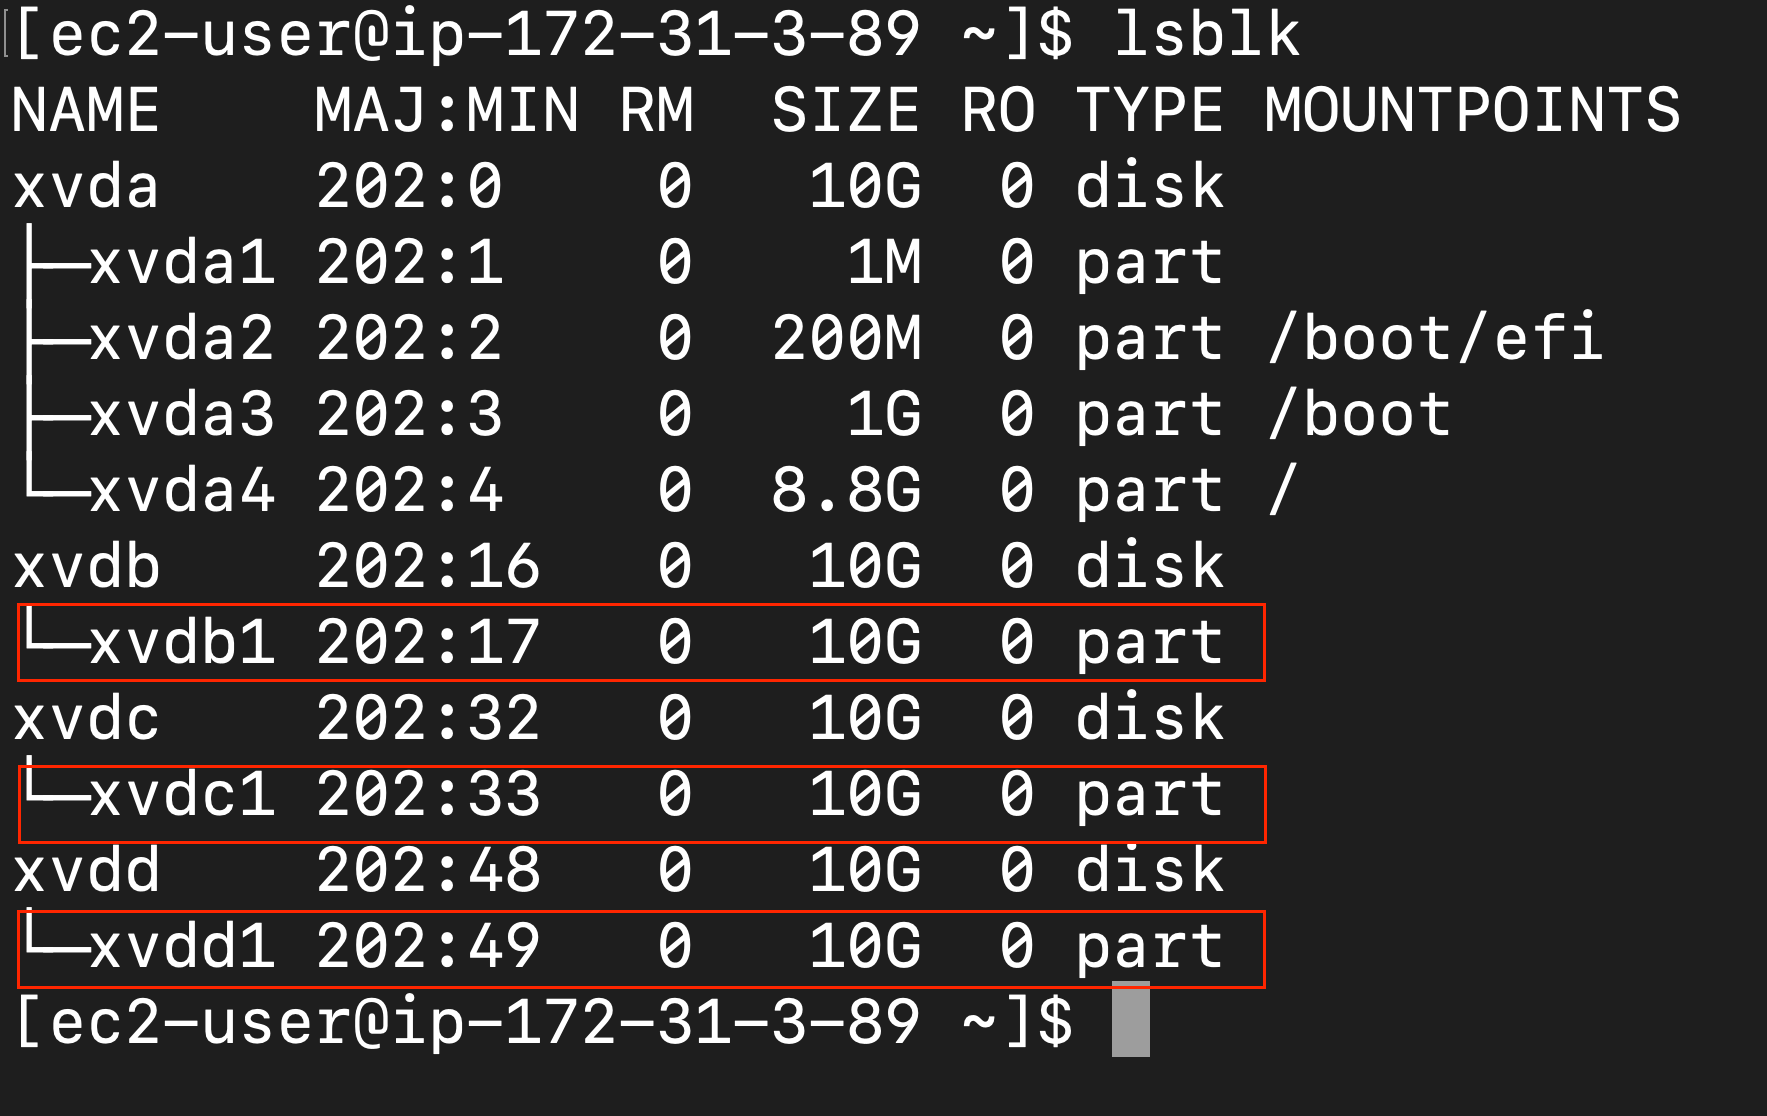 [ec2-user@ip-172-31-3-89 ~]$ lsblk
NAME    MAJ:MIN RM  SIZE RO TYPE MOUNTPOINTS
xvda    202:0    0   10G  0 disk
├─xvda1 202:1    0    1M  0 part
├─xvda2 202:2    0  200M  0 part /boot/efi
├─xvda3 202:3    0    1G  0 part /boot
└─xvda4 202:4    0  8.8G  0 part /
xvdb    202:16   0   10G  0 disk
└─xvdb1 202:17   0   10G  0 part
xvdc    202:32   0   10G  0 disk
└─xvdc1 202:33   0   10G  0 part
xvdd    202:48   0   10G  0 disk
└─xvdd1 202:49   0   10G  0 part
[ec2-user@ip-172-31-3-89 ~]$